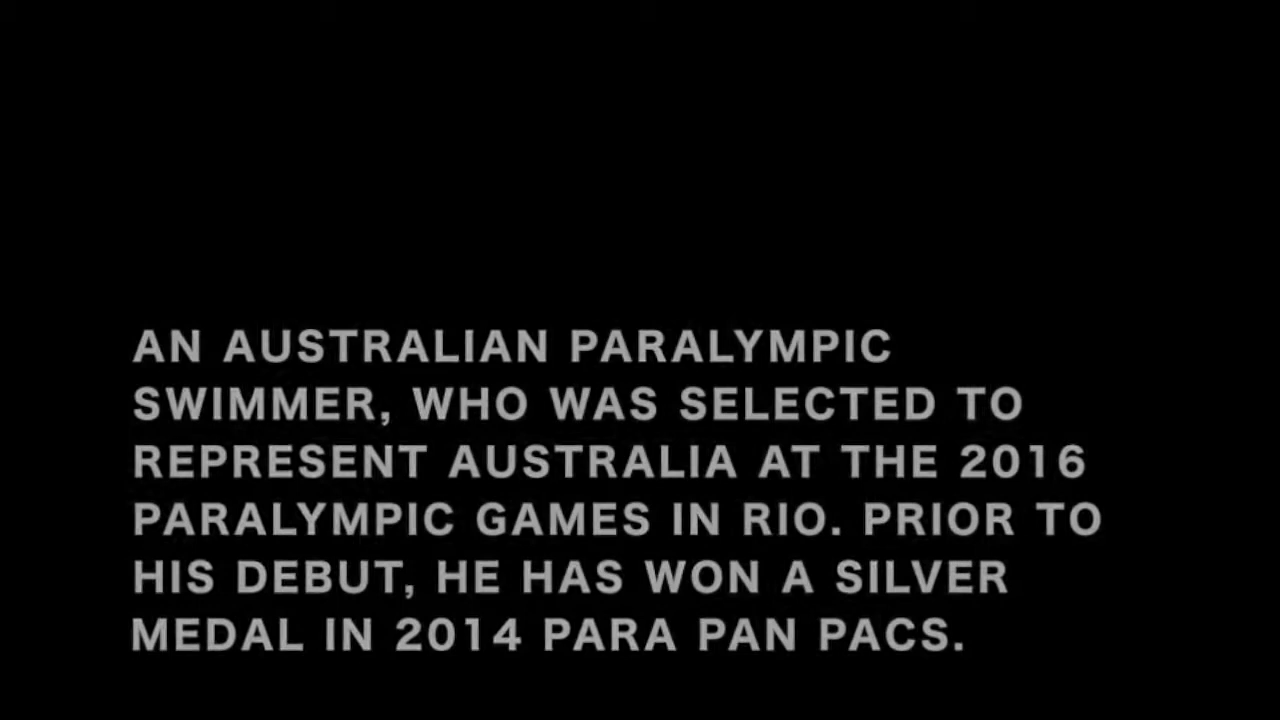 AN AUSTRALIAN PARALYMPIC
SWIMMER, WHO WAS SELECTED TO
REPRESENT AUSTRALIA AT THE 2016
PARALYMPIC GAMES IN RIO. PRIOR TO
HIS DEBUT, HE HAS WON A SILVER
MEDAL IN 2014 PARA PAN PACS.